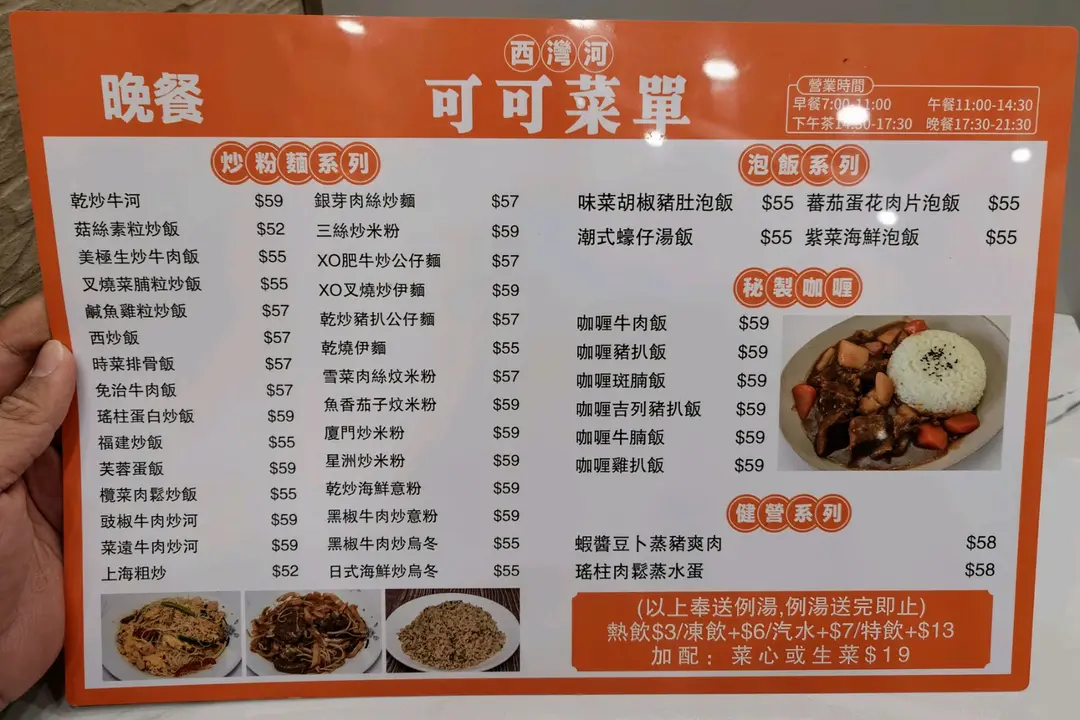 西灣河
晚餐
可可菜單
營業時間
早餐7:00-11:00 午餐11:00-14:30
下午茶14:30-17:30 晚餐17:30-21:30
炒粉麵系列
乾炒牛河 $59
菇絲素粒炒飯 $52
美極生炒牛肉飯 $55
叉燒菜脯粒炒飯 $55
鹹魚雞粒炒飯 $57
西炒飯 $57
時菜排骨飯 $57
免治牛肉飯 $57
瑤柱蛋白炒飯 $59
福建炒飯 $55
芙蓉蛋飯 $59
欖菜肉鬆炒飯 $55
豉椒牛肉炒河 $59
菜遠牛肉炒河 $59
上海粗炒 $52
銀芽肉絲炒麵 $57
三絲炒米粉 $59
XO肥牛炒公仔麵 $57
XO叉燒炒伊麵 $59
乾炒豬扒公仔麵 $57
乾燒伊麵 $55
雪菜肉絲炆米粉 $57
魚香茄子炆米粉 $59
廈門炒米粉 $59
星洲炒米粉 $59
乾炒海鮮意粉 $59
黑椒牛肉炒意粉 $59
黑椒牛肉炒烏冬 $55
日式海鮮炒烏冬 $55
泡飯系列
味菜胡椒豬肚泡飯 $55 蕃茄蛋花肉片泡飯 $55
潮式蠔仔湯飯 $55 紫菜海鮮泡飯 $55
秘製咖喱
咖喱牛肉飯 $59
咖喱豬扒飯 $59
咖喱斑腩飯 $59
咖喱吉列豬扒飯 $59
咖喱牛腩飯 $59
咖喱雞扒飯 $59
健營系列
蝦醬豆卜蒸豬爽肉 $58
瑤柱肉鬆蒸水蛋 $58
(以上奉送例湯,例湯送完即止)
熱飲$3/凍飲+$6/汽水+$7/特飲+$13
加配：菜心或生菜$19